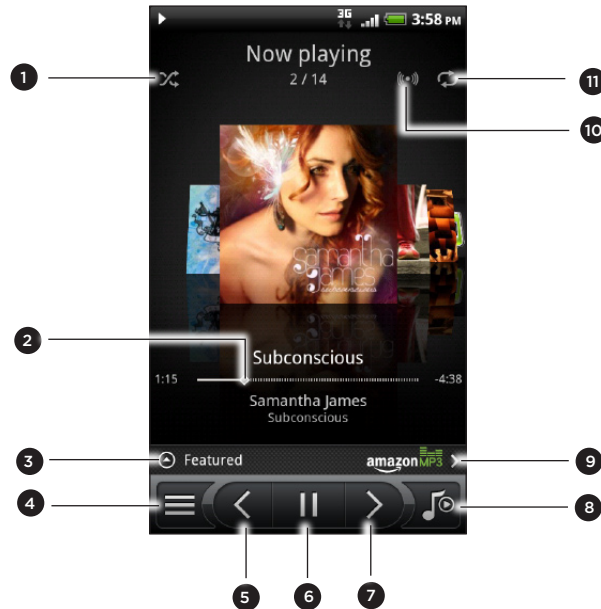 3G 3:58 PM
Now playing
2 / 14
1
11
10
samantha
james
2
Subconscious
1:15 -4:38
Samantha James
Subconscious
3
Featured
amazonMP3
9
4
8
5
6
7